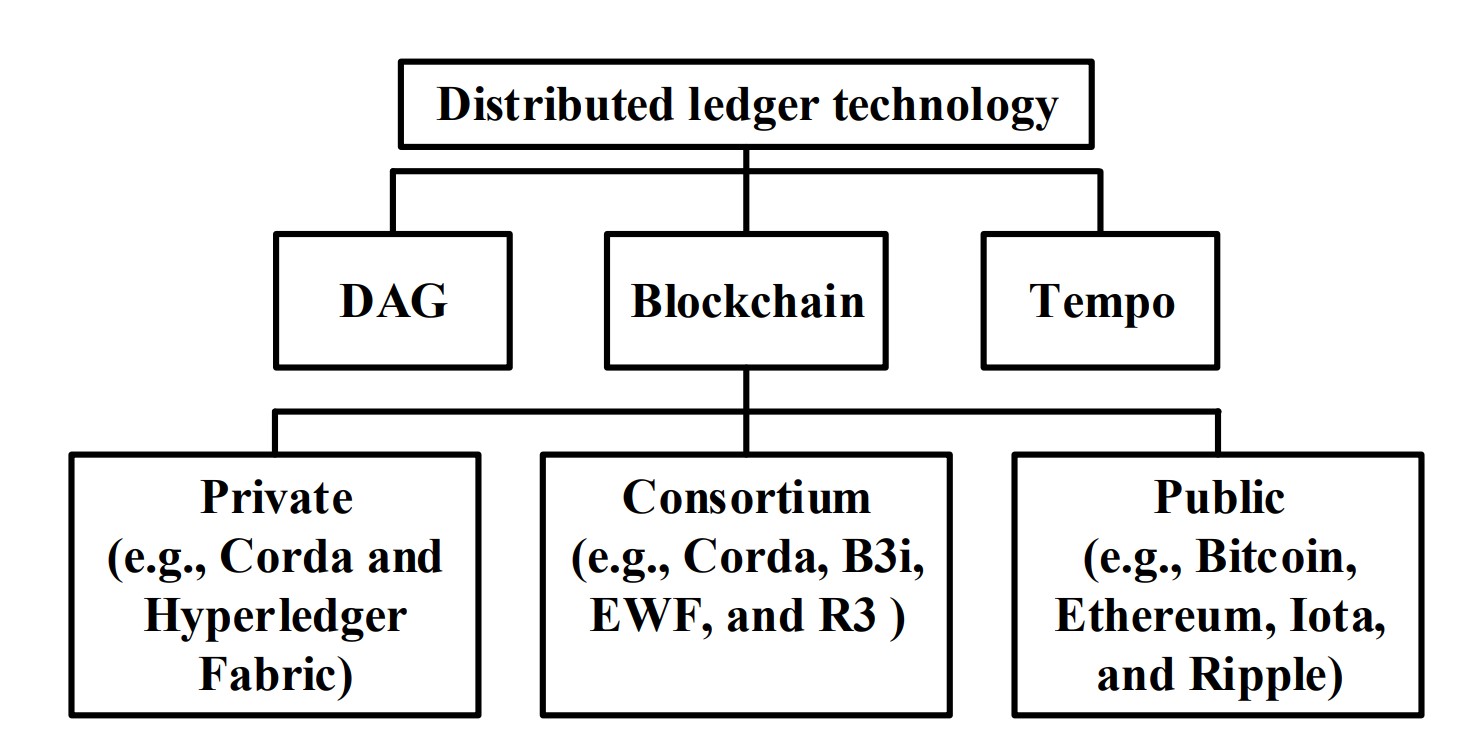 Distributed ledger technology
DAG
Blockchain
Tempo
Private
(e.g., Corda and
Hyperledger
Fabric)
Consortium
(e.g., Corda, B3i,
EWF, and R3 )
Public
(e.g., Bitcoin,
Ethereum, Iota,
and Ripple)